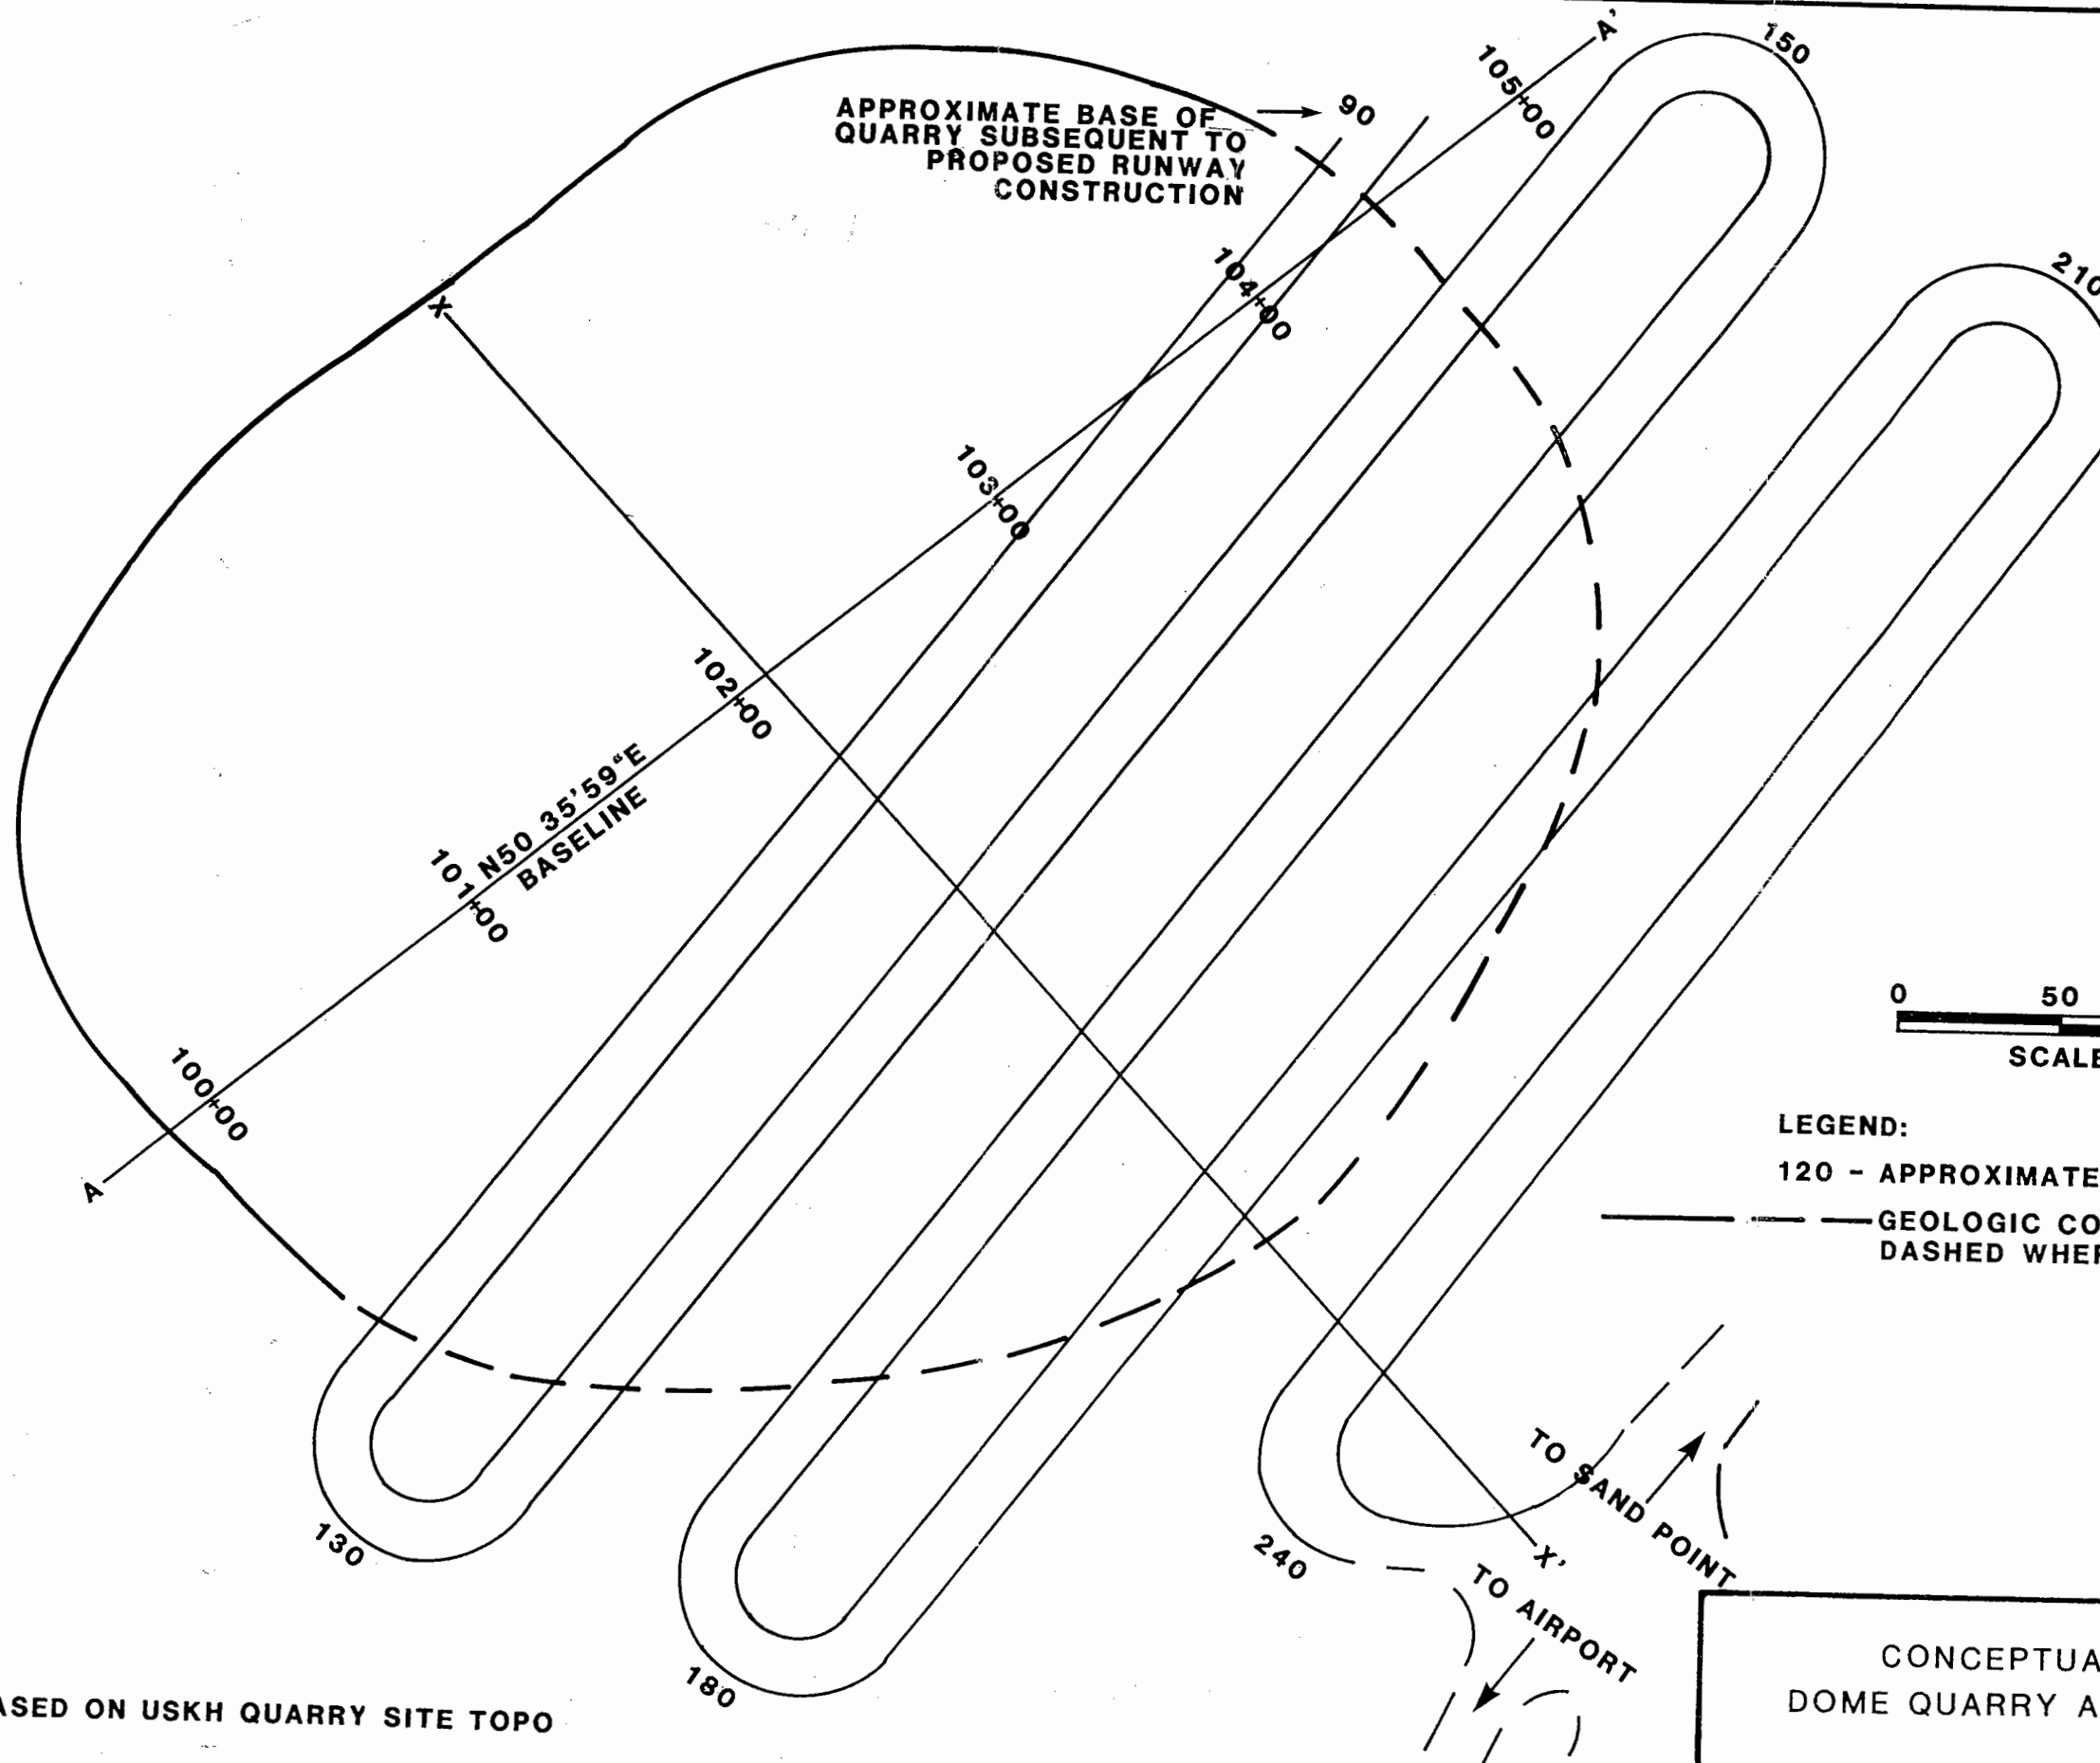 A'
150
APPROXIMATE BASE OF
QUARRY SUBSEQUENT TO
PROPOSED RUNWAY
CONSTRUCTION
90
105+00
210
X
104+00
103+00
102+00
N50 35'59"E
BASELINE
101+00
100+00
A
0 50
SCALE
LEGEND:
120 - APPROXIMATE
GEOLOGIC CO
DASHED WHER
TO SAND POINT
130
240
X'
TO AIRPORT
180
ASED ON USKH QUARRY SITE TOPO
CONCEPTUA
DOME QUARRY A